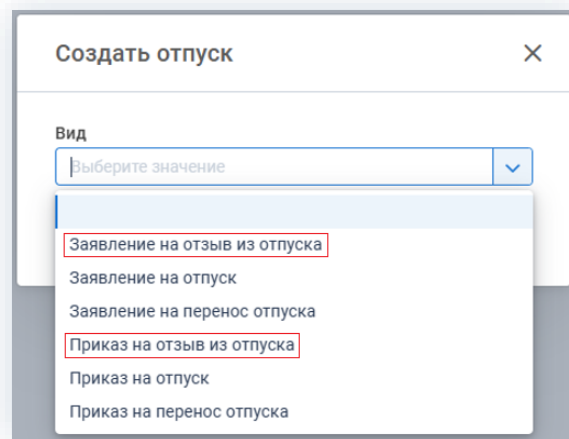 Создать отпуск
Вид
Выберите значение
Заявление на отзыв из отпуска
Заявление на отпуск
Заявление на перенос отпуска
Приказ на отзыв из отпуска
Приказ на отпуск
Приказ на перенос отпуска